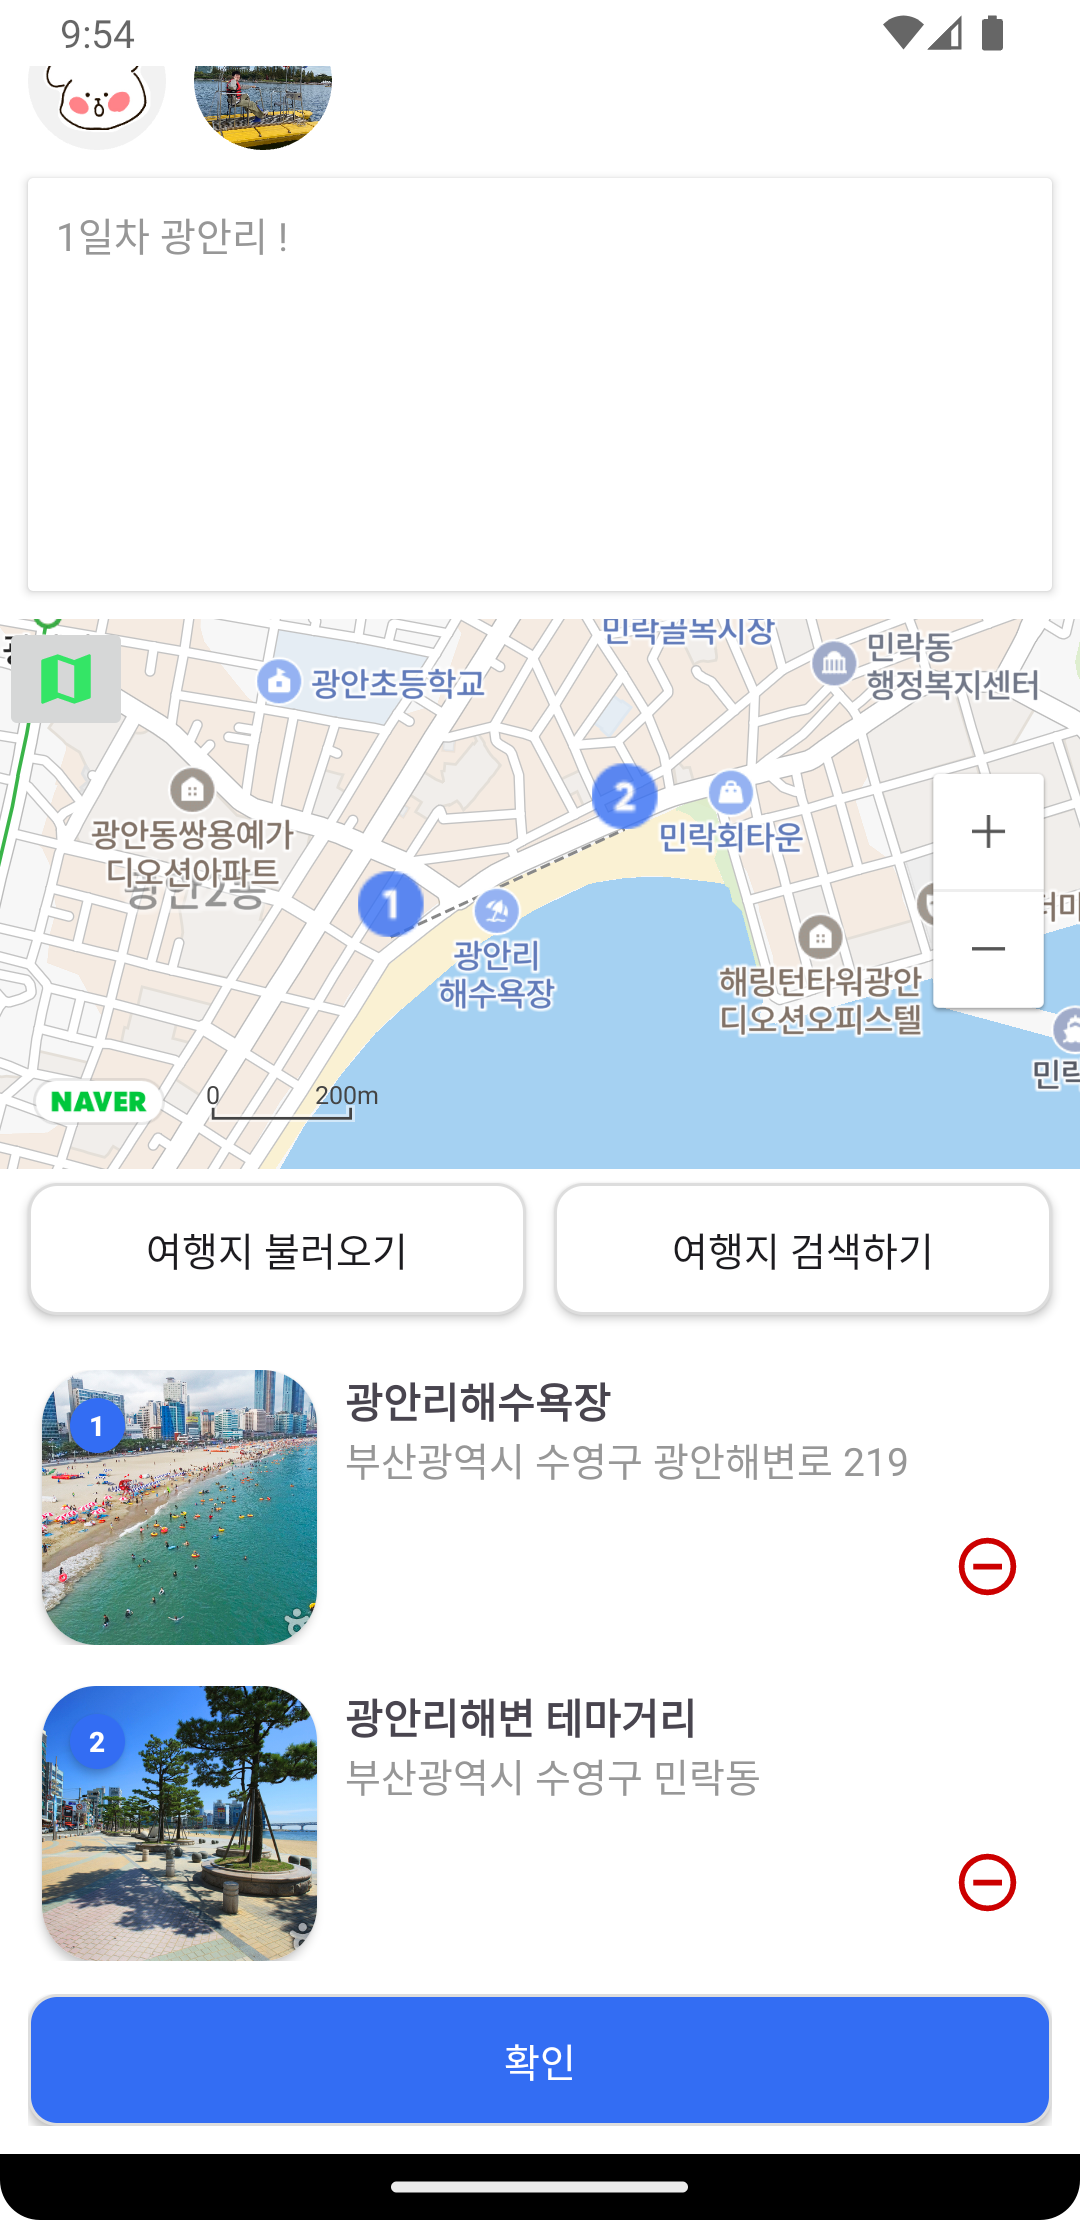 9:54
1일차 광안리 !
민락골목시장
민락동
행정복지센터
광안초등학교
2
민락회타운
광안동쌍용예가
디오션아파트
광안2동
1
광안리
해수욕장
해링턴타워광안
디오션오피스텔
민락
NAVER
0 200m
여행지 불러오기
여행지 검색하기
1
광안리해수욕장
부산광역시 수영구 광안해변로 219
2
광안리해변 테마거리
부산광역시 수영구 민락동
확인